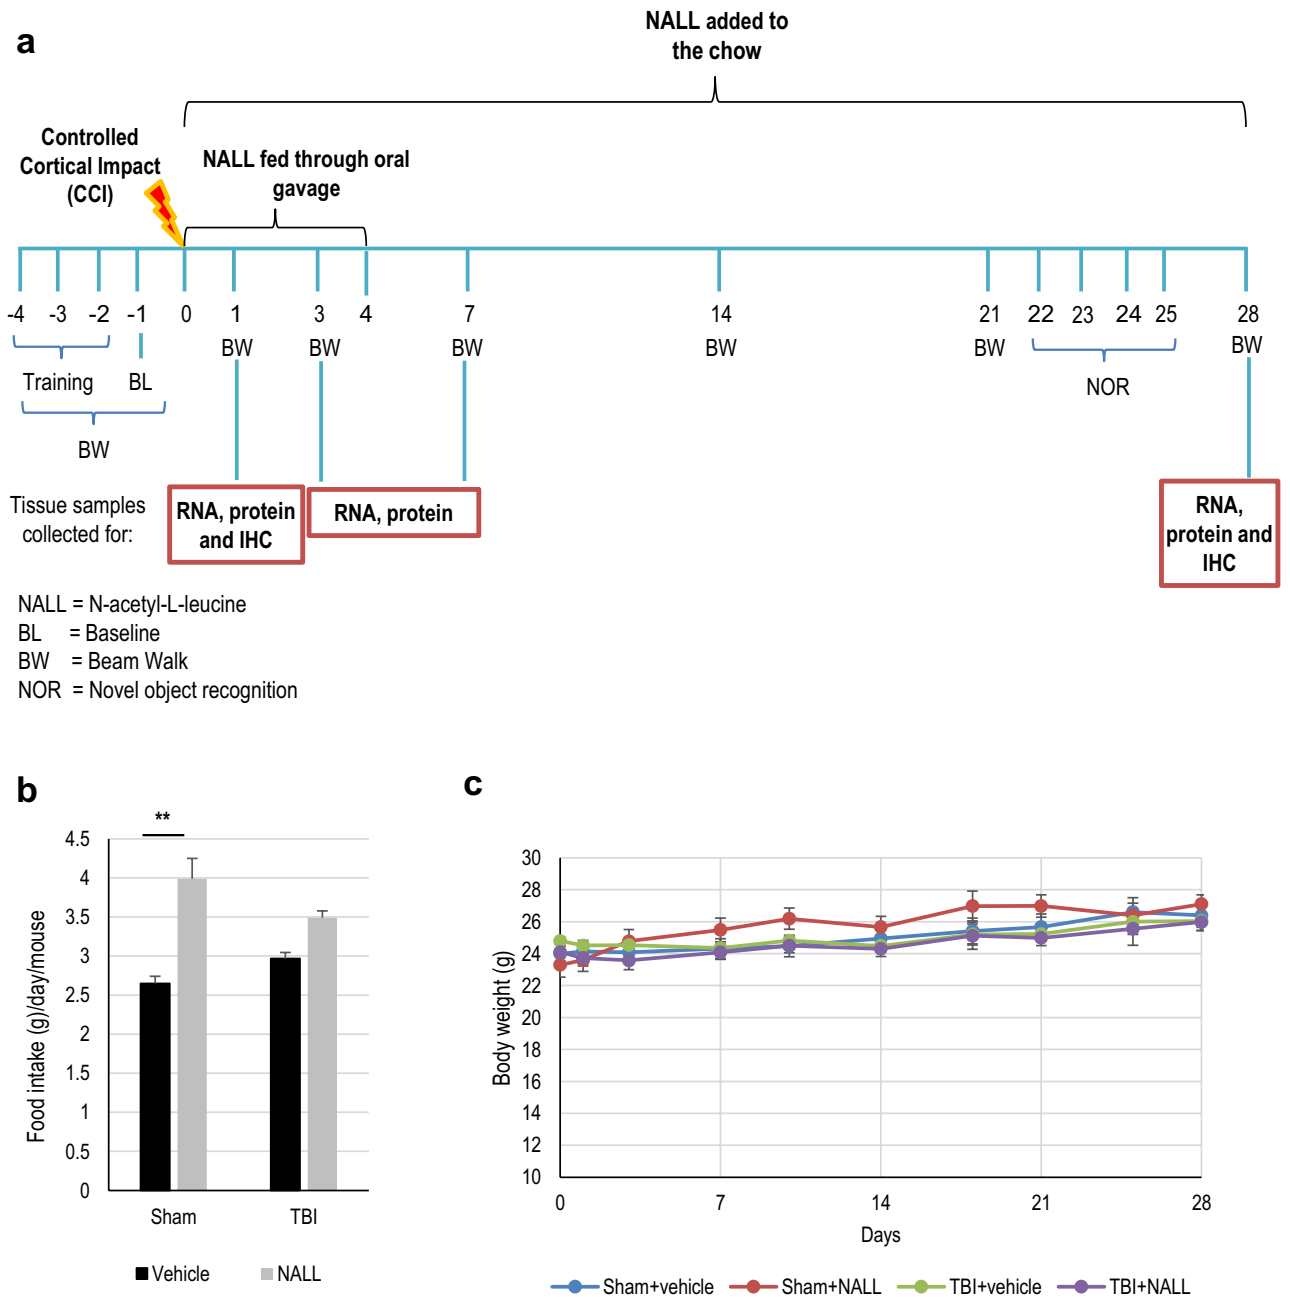 a
NALL added to
the chow
Controlled
Cortical Impact
(CCI)
NALL fed through oral
gavage
-4 -3 -2 -1 0 1 3 4 7 14 21 22 23 24 25 28
BW BW BW BW BW BW
Training BL
NOR
BW
Tissue samples
collected for:
RNA, protein
and IHC
RNA, protein
RNA,
protein and
IHC
NALL = N-acetyl-L-leucine
BL = Baseline
BW = Beam Walk
NOR = Novel object recognition
b
**
Food intake (g)/day/mouse
4.5
4
3.5
3
2.5
2
1.5
1
0.5
0
Sham TBI
Vehicle NALL
c
Body weight (g)
30
28
26
24
22
20
18
16
14
12
10
0 7 14 21 28
Days
Sham+vehicle Sham+NALL TBI+vehicle TBI+NALL